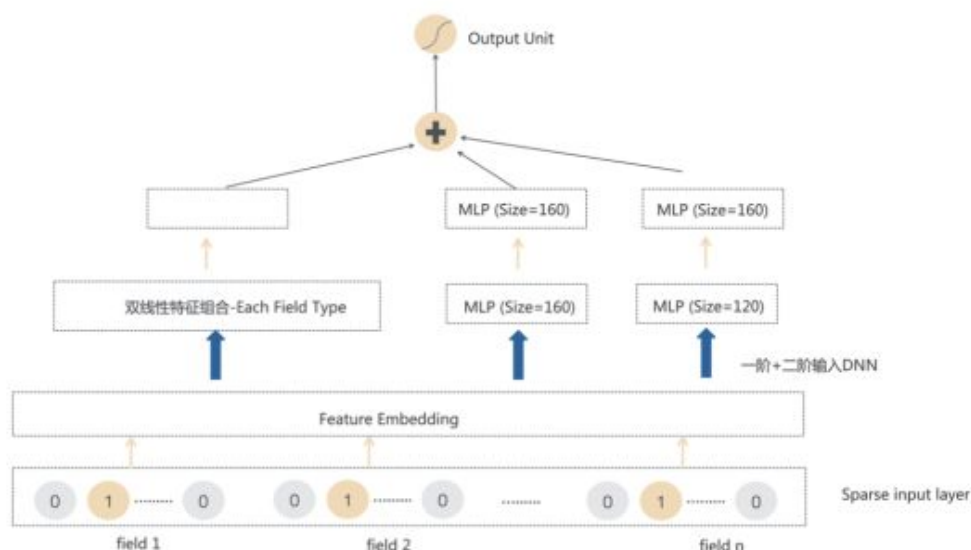 Output Unit
MLP (Size=160)
MLP (Size=160)
双线性特征组合-Each Field Type
MLP (Size=160)
MLP (Size=120)
一阶+二阶输入DNN
Feature Embedding
0 1 ........ 0 0 1 ........ 0 ........ 0 1 ........ 0
Sparse input layer
field 1
field 2
field n